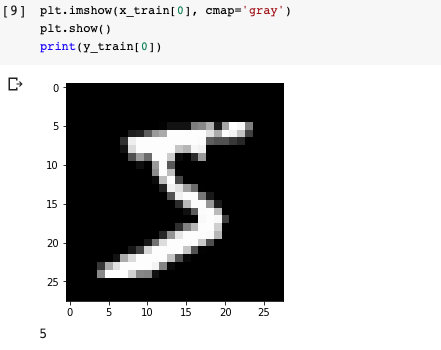 [9] plt.imshow(x_train[0], cmap='gray')
plt.show()
print(y_train[0])
0
5
10
15
20
25
0 5 10 15 20 25
5